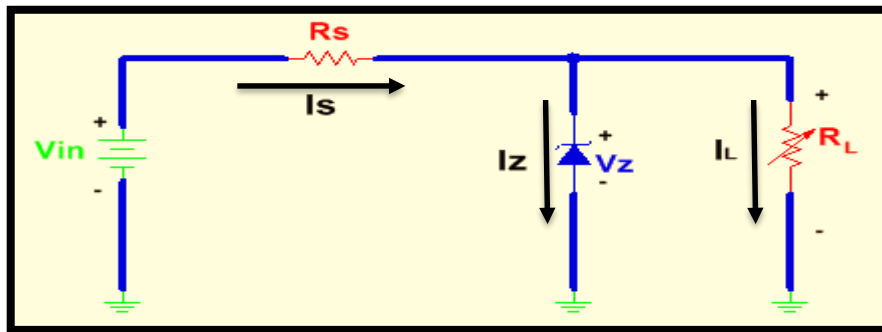 Rs
Is
+
Vin
-
Iz
+
Vz
-
IL
+
RL
-